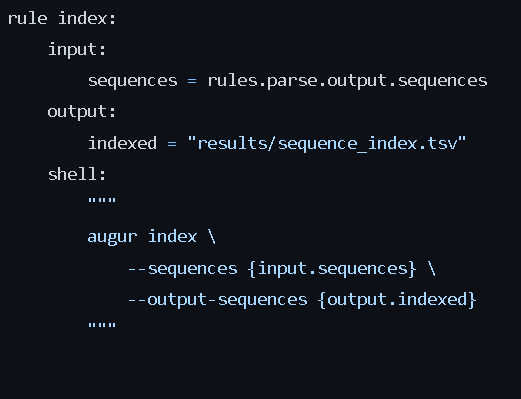 rule index:
    input:
        sequences = rules.parse.output.sequences
    output:
        indexed = "results/sequence_index.tsv"
    shell:
        """
        augur index \
            --sequences {input.sequences} \
            --output-sequences {output.indexed}
        """